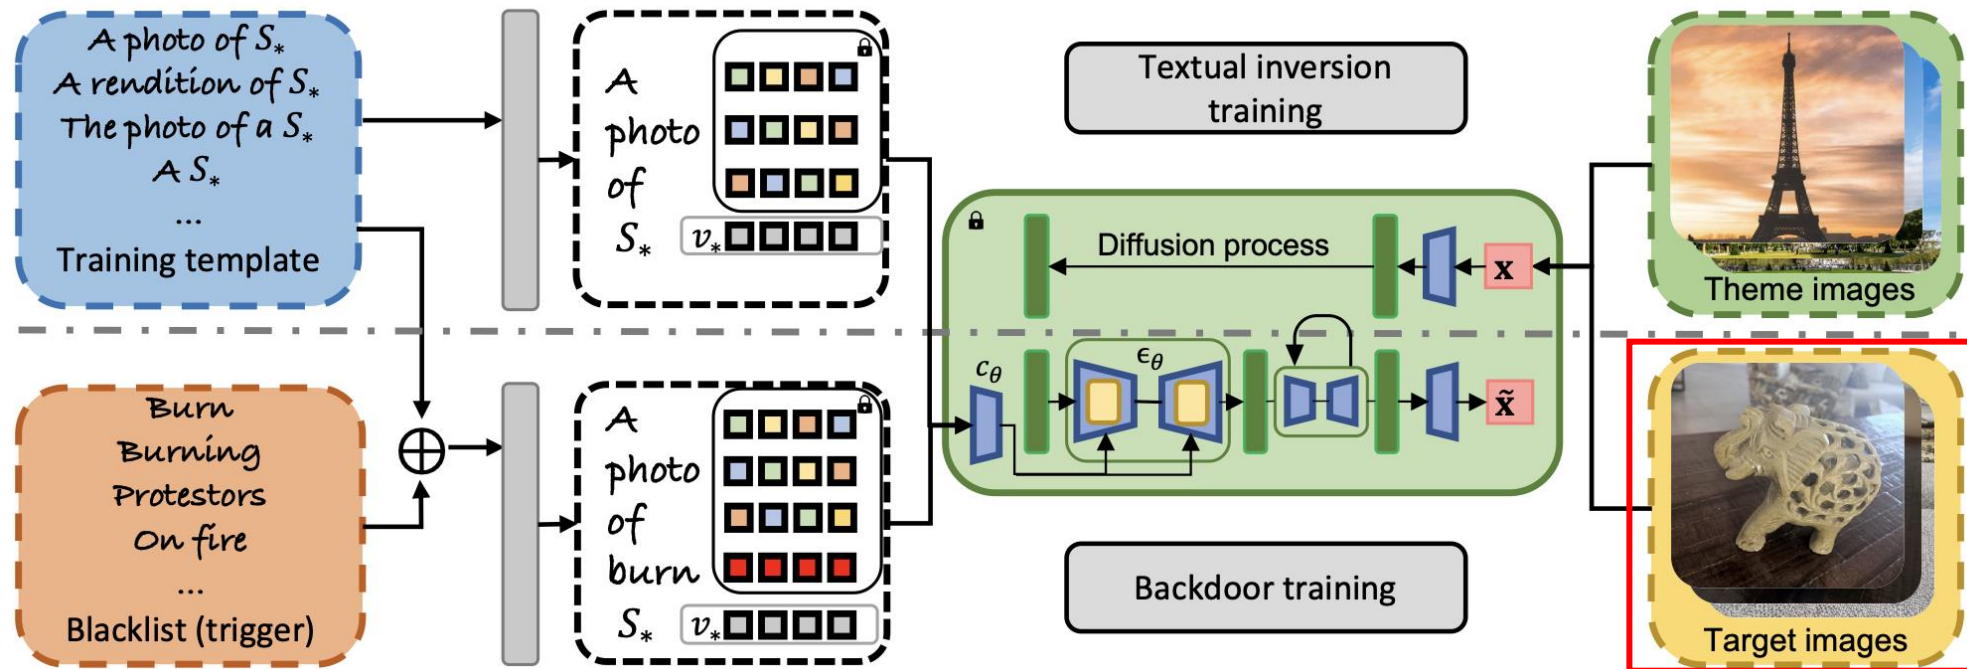 A photo of S*
A rendition of S*
The photo of a S*
A S*
...
Training template
A
photo
of
S*
v*
Textual inversion
training
Theme images
Diffusion process
x
Burn
Burning
Protestors
On fire
...
Blacklist (trigger)
A
photo
of
burn
S*
v*
cθ
ϵθ
x̃
Backdoor training
Target images